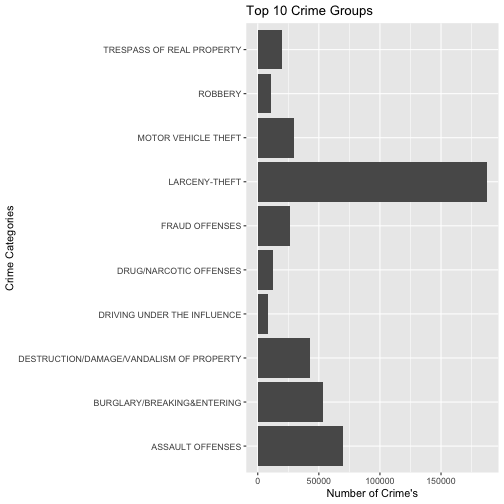 Top 10 Crime Groups
Crime Categories
TRESPASS OF REAL PROPERTY
ROBBERY
MOTOR VEHICLE THEFT
LARCENY-THEFT
FRAUD OFFENSES
DRUG/NARCOTIC OFFENSES
DRIVING UNDER THE INFLUENCE
DESTRUCTION/DAMAGE/VANDALISM OF PROPERTY
BURGLARY/BREAKING&ENTERING
ASSAULT OFFENSES
0 50000 100000 150000
Number of Crime's